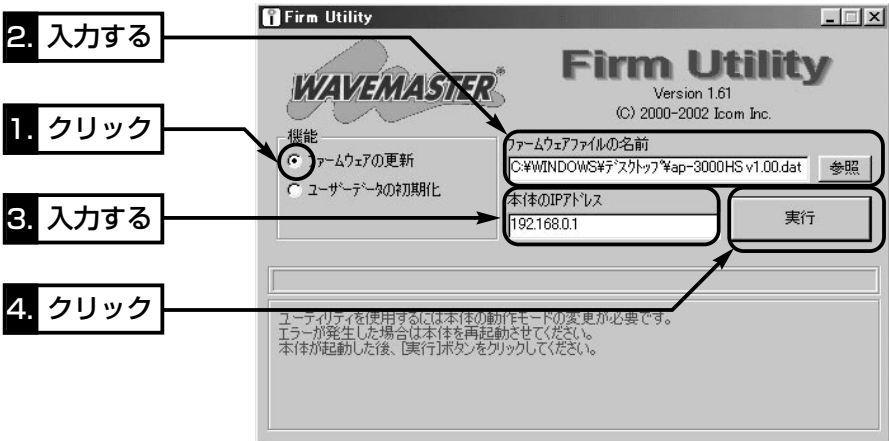 Firm Utility
2. 入力する
1. クリック
3. 入力する
4. クリック
WAVEMASTER®
Firm Utility
Version 1.61
(C) 2000-2002 Icom Inc.
機能
ファームウェアの更新
ユーザーデータの初期化
ファームウェアファイルの名前
C:¥WINDOWS¥デスクトップ¥ap-3000HS v1.00.dat
参照
本体のIPアドレス
192.168.0.1
実行
ユーティリティを使用するには本体の動作モードの変更が必要です。
エラーが発生した場合は本体を再起動させてください。
本体が起動した後、[実行]ボタンをクリックしてください。